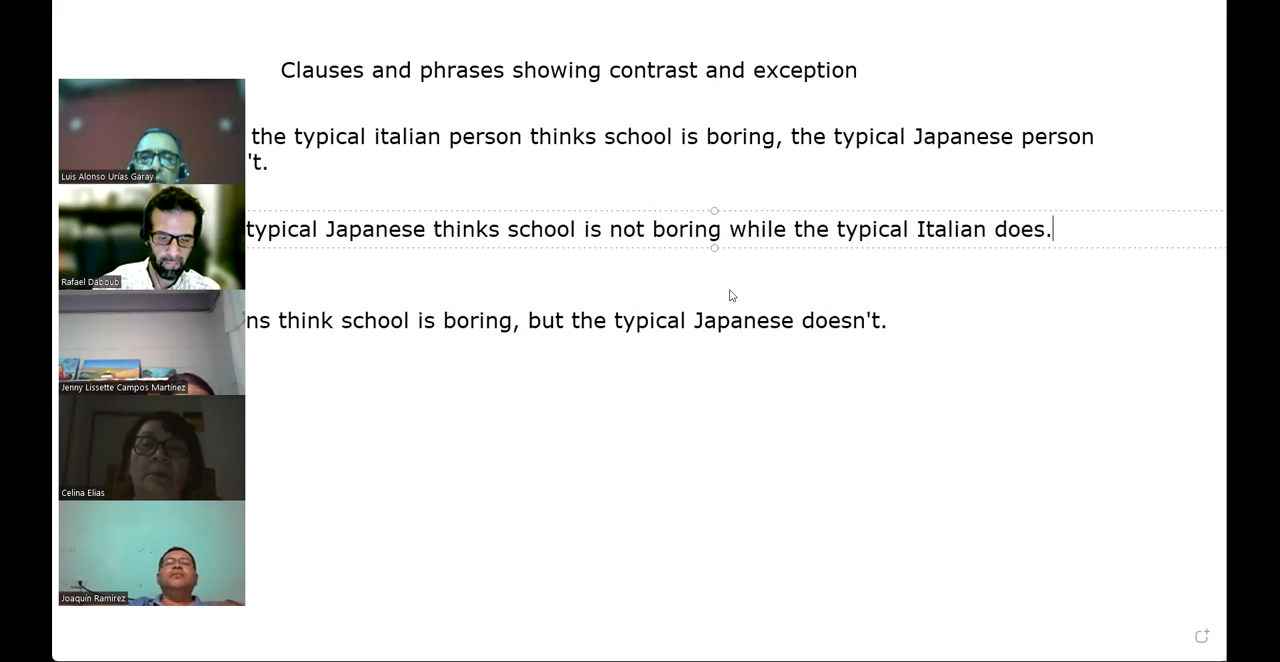 Clauses and phrases showing contrast and exception
the typical italian person thinks school is boring, the typical Japanese person
't.
typical Japanese thinks school is not boring while the typical Italian does.
ns think school is boring, but the typical Japanese doesn't.
Luis Alonso Urías Garay
Rafael Daboub
Jenny Lissette Campos Martínez
Celina Elias
Joaquín Ramirez